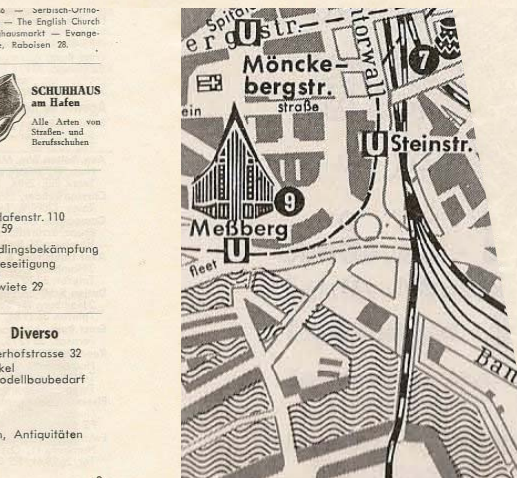 6 — Serbisch-Ortho-
— The English Church
hausmarkt — Evange-
, Raboisen 28.
SCHUHHAUS
am Hafen
Alle Arten von
Straßen- und
Berufsschuhen
lafenstr. 110
59
dlingsbekämpfung
eseitigung
wiete 29
Diverso
erhofstrasse 32
kel
odellbaubedarf
, Antiquitäten
Spital
U
ergstr.
torwall
7
Möncke-
bergstr.
straße
ein
U Steinstr.
9
Meßberg
U
fleet
Ban